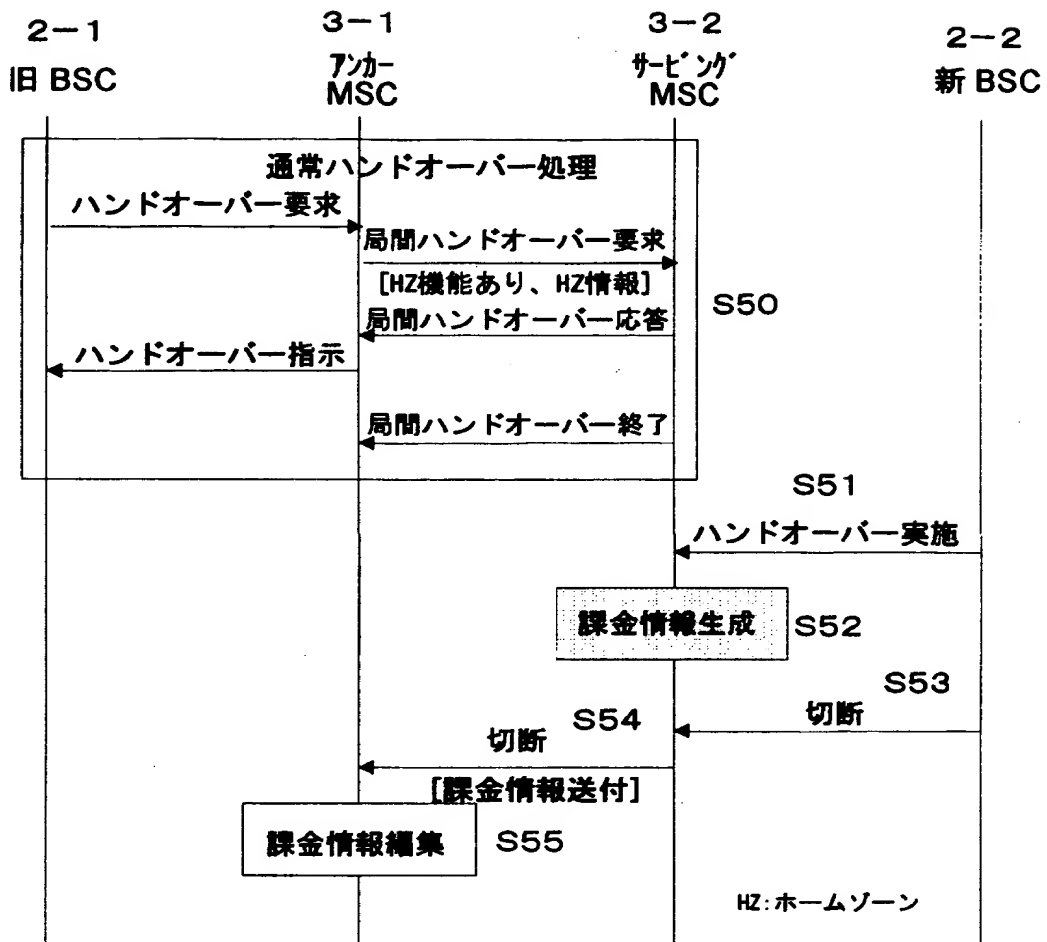 2-1
旧 BSC
3-1
アンカー
MSC
3-2
サービング
MSC
2-2
新 BSC
通常ハンドオーバー処理
ハンドオーバー要求
局間ハンドオーバー要求
[HZ機能あり、HZ情報]
S50
局間ハンドオーバー応答
ハンドオーバー指示
局間ハンドオーバー終了
S51
ハンドオーバー実施
課金情報生成
S52
S53
切断
S54
切断
[課金情報送付]
課金情報編集
S55
HZ:ホームゾーン